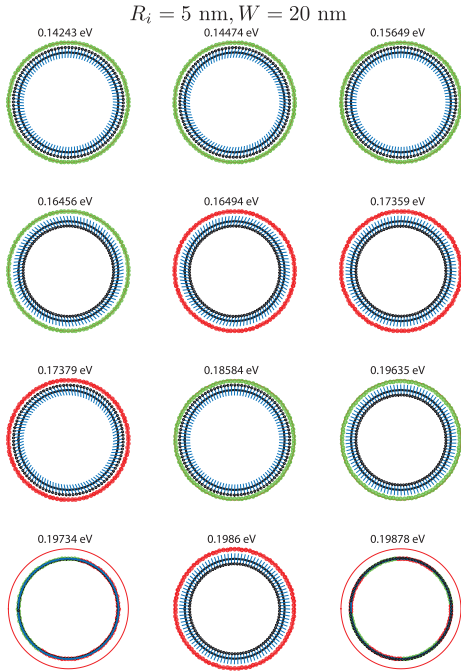 R_i = 5 nm, W = 20 nm
0.14243 eV 0.14474 eV 0.15649 eV
0.16456 eV 0.16494 eV 0.17359 eV
0.17379 eV 0.18584 eV 0.19635 eV
0.19734 eV 0.1986 eV 0.19878 eV